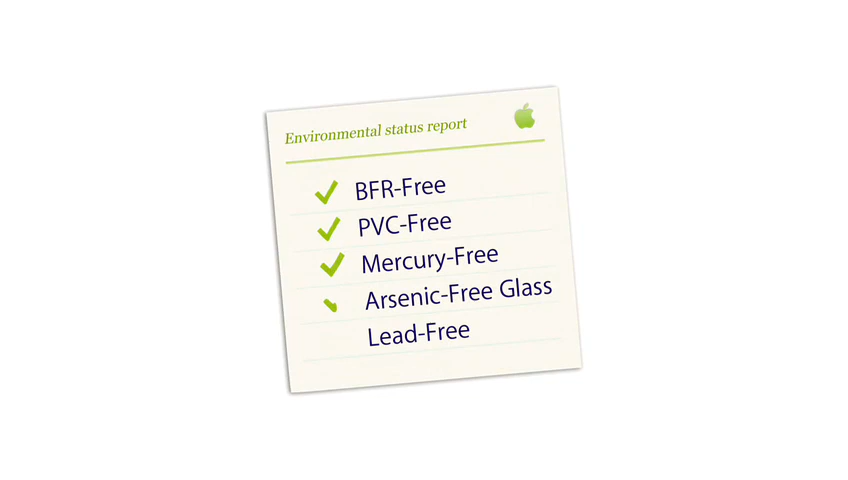 Environmental status report
BFR-Free
PVC-Free
Mercury-Free
Arsenic-Free Glass
Lead-Free